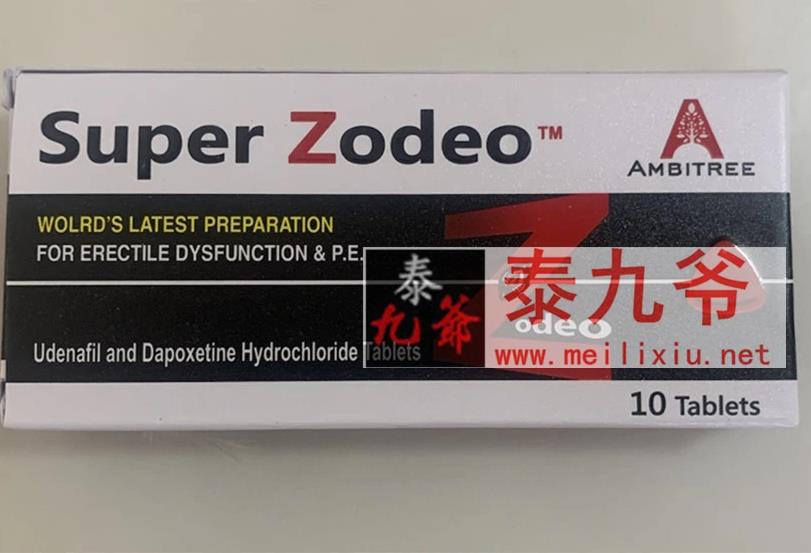 Super Zodeo™
AMBITREE
WOLRD'S LATEST PREPARATION
FOR ERECTILE DYSFUNCTION & P.E.
泰九爷
泰
九爺
odeo
www.meilixiu.net
Udenafil and Dapoxetine Hydrochloride Tablets
10 Tablets